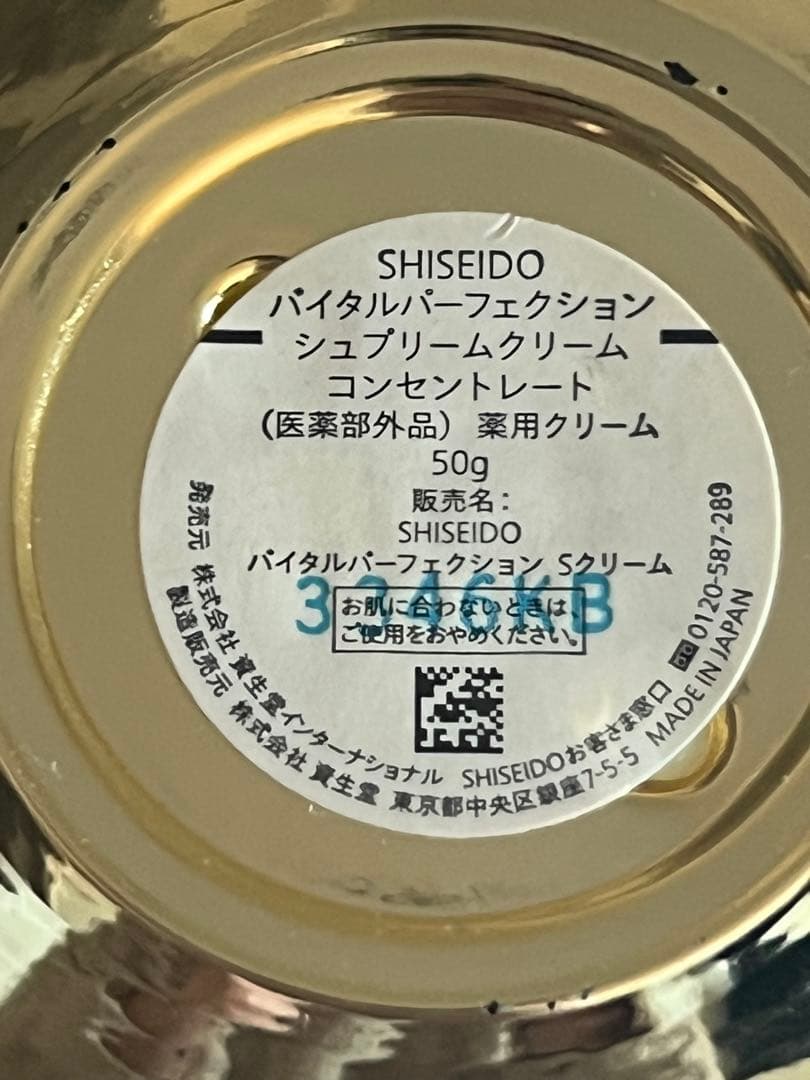 SHISEIDO
バイタルパーフェクション
シュプリームクリーム
コンセントレート
（医薬部外品） 薬用クリーム
50g
販売名：
SHISEIDO
バイタルパーフェクション Sクリーム
3346KB
お肌に合わないときは、
ご使用をおやめください。
発売元 株式会社 資生堂インターナショナル SHISEIDOお客さま窓口 0120-587-289
製造販売元 株式会社 資生堂 東京都中央区銀座7-5-5 MADE IN JAPAN